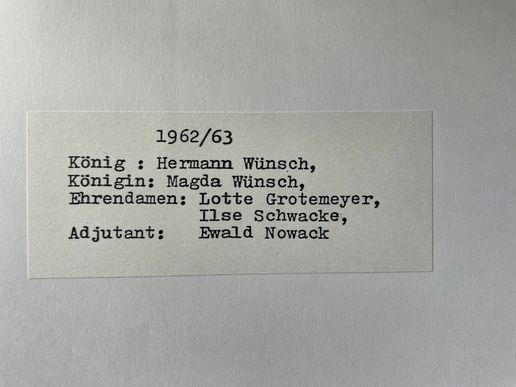 1962/63
König : Hermann Wünsch,
Königin: Magda Wünsch,
Ehrendamen: Lotte Grotemeyer,
Ilse Schwacke,
Adjutant: Ewald Nowack